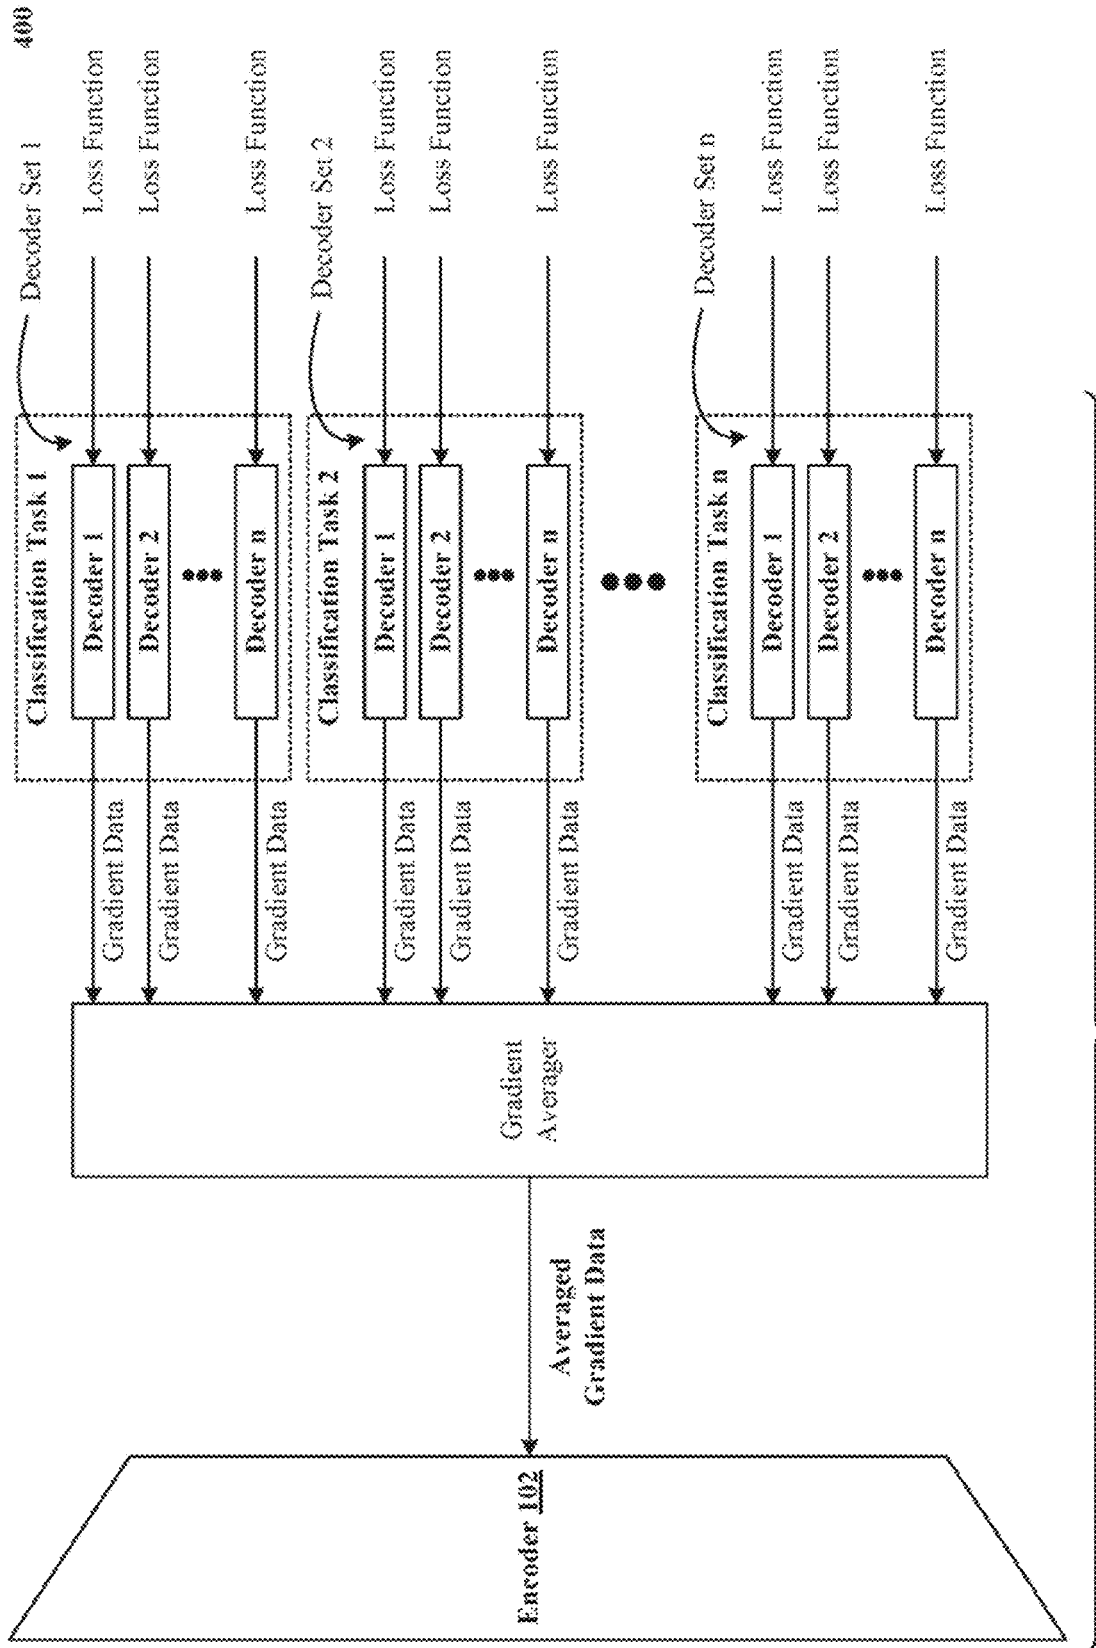 400
Decoder Set 1
Loss Function
Loss Function
Loss Function
Classification Task 1
Decoder 1
Decoder 2
Decoder n
Gradient Data
Gradient Data
Gradient Data
Decoder Set 2
Loss Function
Loss Function
Loss Function
Classification Task 2
Decoder 1
Decoder 2
Decoder n
Gradient Data
Gradient Data
Gradient Data
Decoder Set n
Loss Function
Loss Function
Loss Function
Classification Task n
Decoder 1
Decoder 2
Decoder n
Gradient Data
Gradient Data
Gradient Data
Gradient
Averager
Averaged
Gradient Data
Encoder 102